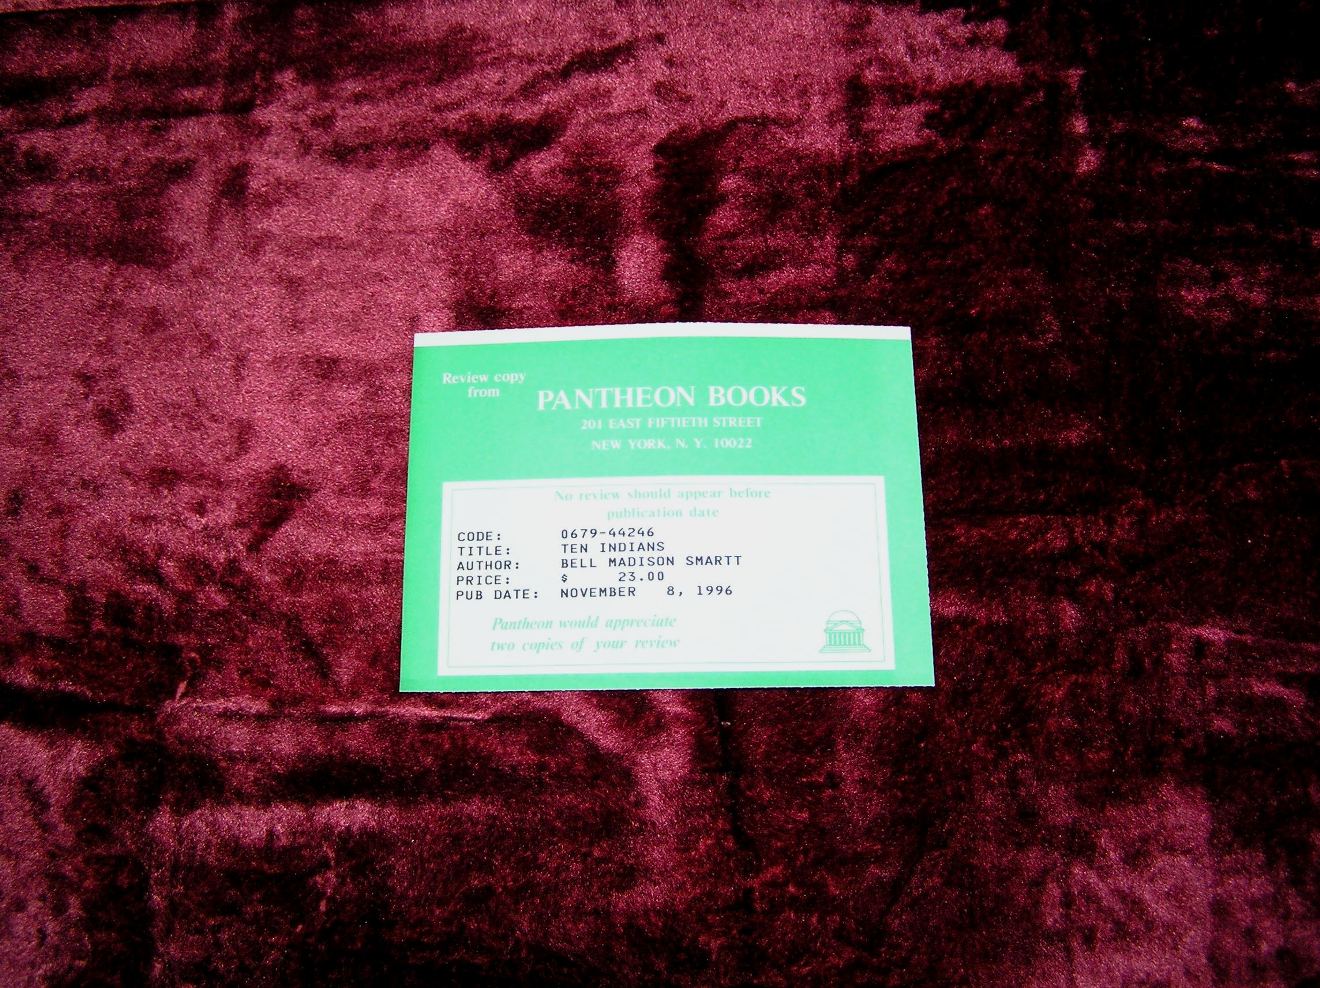 Review copy
from
PANTHEON BOOKS
201 EAST FIFTIETH STREET
NEW YORK, N. Y. 10022
No review should appear before
publication date
CODE: 0679-44246
TITLE: TEN INDIANS
AUTHOR: BELL MADISON SMARTT
PRICE: $ 23.00
PUB DATE: NOVEMBER 8, 1996
Pantheon would appreciate
two copies of your review